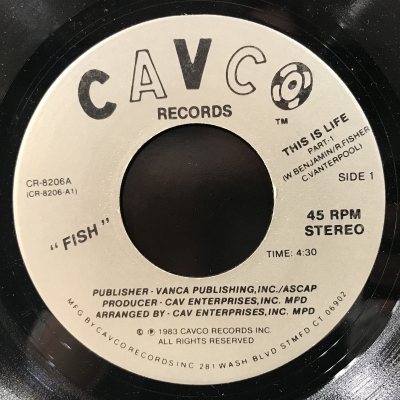 CAVCO
RECORDS
TM
THIS IS LIFE
PART-1
(W.BENJAMIN/R.FISHER
C.VANTERPOOL)
CR-8206A
(CR-8206-A1)
SIDE 1
"FISH"
45 RPM
STEREO
TIME: 4:30
PUBLISHER - VANCA PUBLISHING,INC./ASCAP
PRODUCER - CAV ENTERPRISES,INC. MPD
ARRANGED BY - CAV ENTERPRISES,INC. MPD
© ℗ 1983 CAVCO RECORDS INC.
ALL RIGHTS RESERVED
MFG BY CAVCO RECORDS INC 281 WASH BLVD STMFD CT 06902